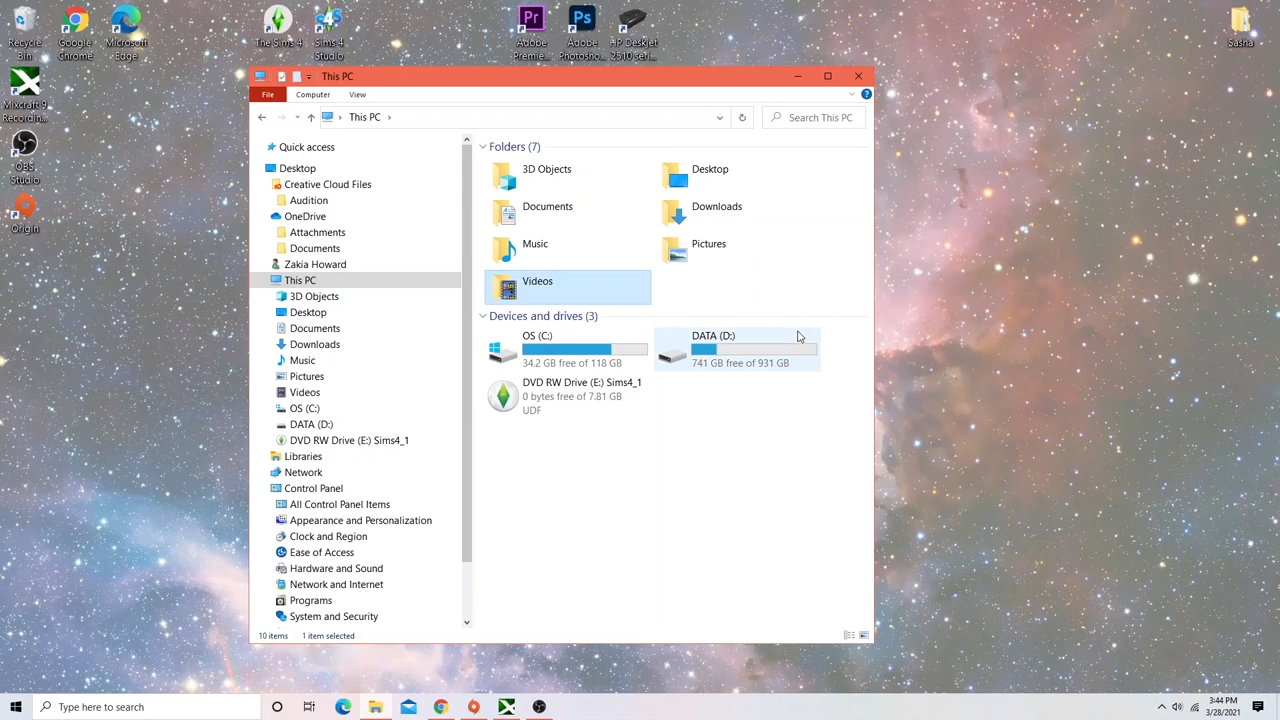 Recycle Bin
Google Chrome
Microsoft Edge
The Sims 4
Sims 4 Studio
Adobe Premie...
Adobe Photosho...
HP Deskjet 2510 seri...
Sasha
Mixcraft 9 Recordin...
OBS Studio
Origin
This PC
File
Computer
View
This PC
Search This PC
Quick access
Desktop
Creative Cloud Files
Audition
OneDrive
Attachments
Documents
Zakia Howard
This PC
3D Objects
Desktop
Documents
Downloads
Music
Pictures
Videos
OS (C:)
DATA (D:)
DVD RW Drive (E:) Sims4_1
Libraries
Network
Control Panel
All Control Panel Items
Appearance and Personalization
Clock and Region
Ease of Access
Hardware and Sound
Network and Internet
Programs
System and Security
Folders (7)
3D Objects
Desktop
Documents
Downloads
Music
Pictures
Videos
Devices and drives (3)
OS (C:)
34.2 GB free of 118 GB
DATA (D:)
741 GB free of 931 GB
DVD RW Drive (E:) Sims4_1
0 bytes free of 7.81 GB
UDF
10 items
1 item selected
Type here to search
3:44 PM
3/28/2021